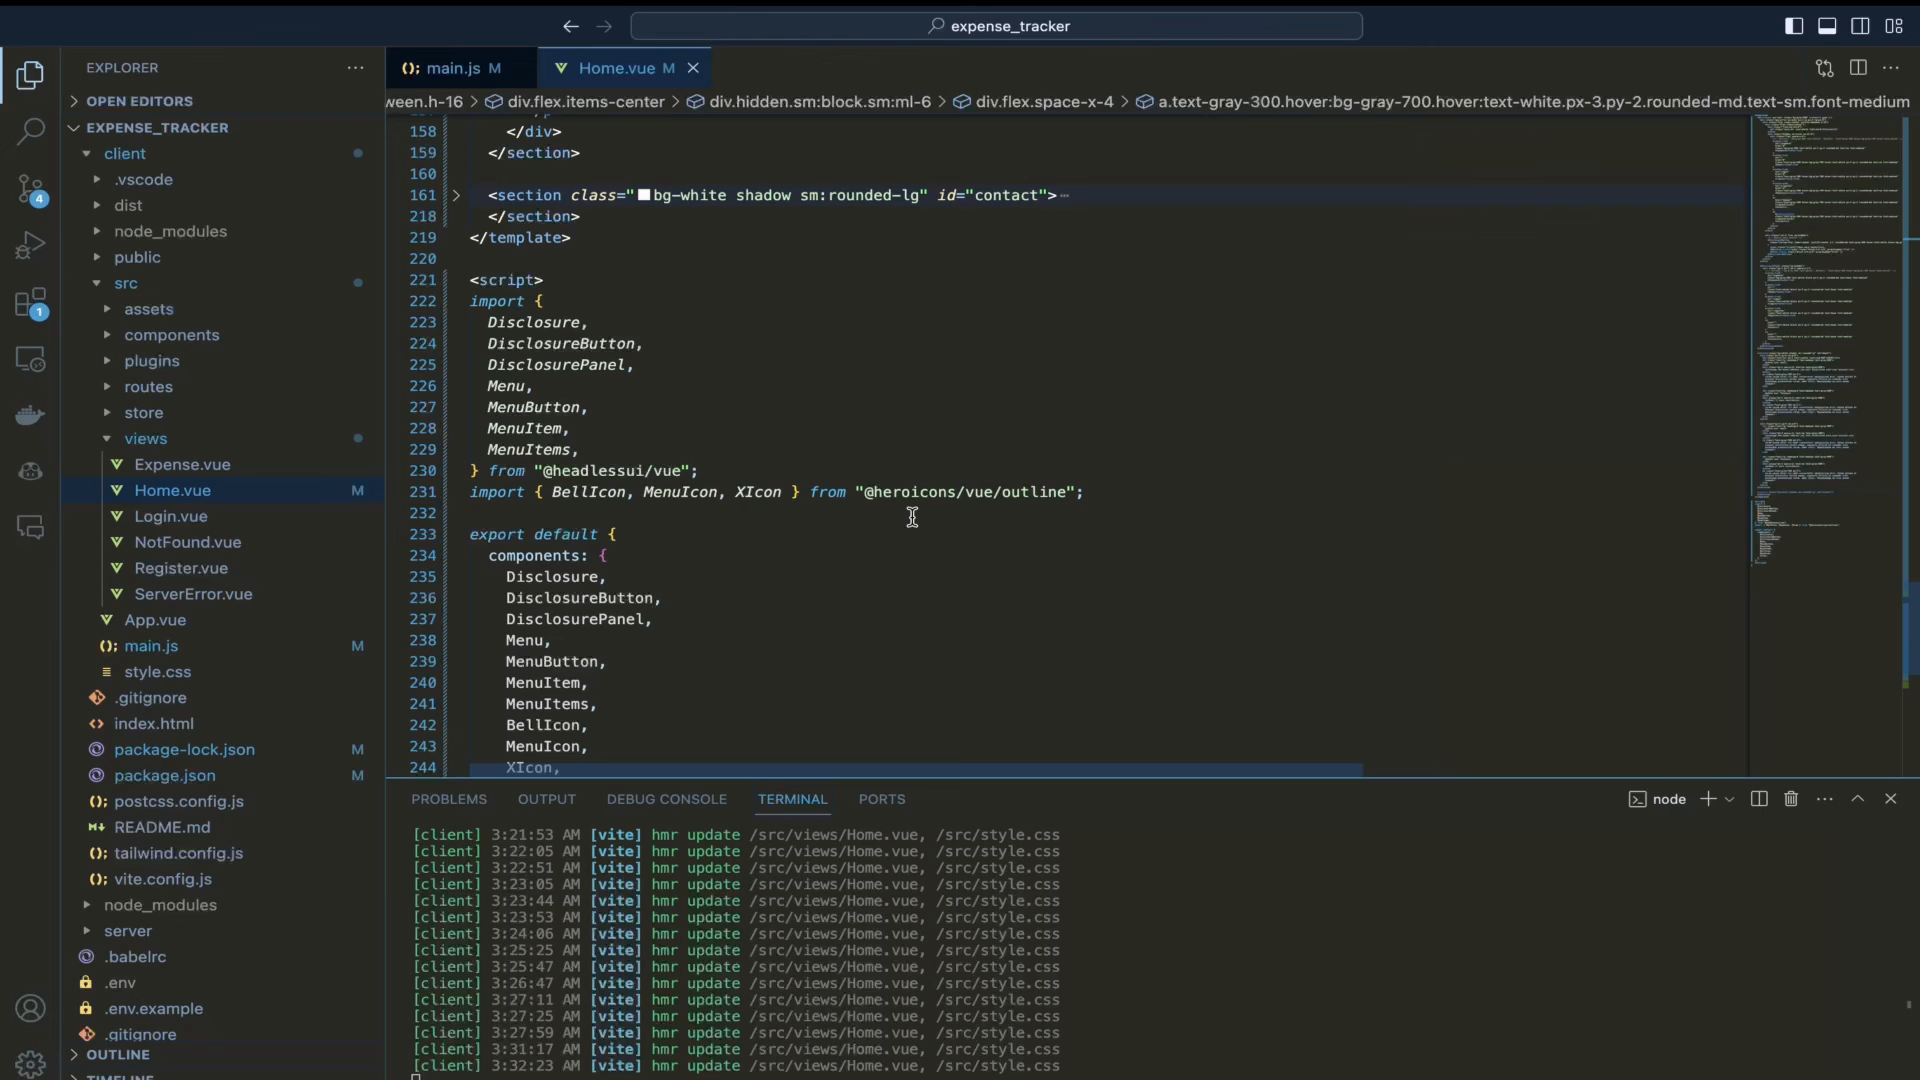 expense_tracker
EXPLORER
OPEN EDITORS
EXPENSE_TRACKER
client
.vscode
dist
node_modules
public
src
assets
components
plugins
routes
store
views
Expense.vue
Home.vue M
Login.vue
NotFound.vue
Register.vue
ServerError.vue
App.vue
main.js M
style.css
.gitignore
index.html
package-lock.json M
package.json M
postcss.config.js
README.md
tailwind.config.js
vite.config.js
node_modules
server
.babelrc
.env
.env.example
.gitignore
OUTLINE
TIMELINE
4
1
main.js M
Home.vue M
ween.h-16 > div.flex.items-center > div.hidden.sm:block.sm:ml-6 > div.flex.space-x-4 > a.text-gray-300.hover:bg-gray-700.hover:text-white.px-3.py-2.rounded-md.text-sm.font-medium
158 </div>
159 </section>
160
161 <section class="bg-white shadow sm:rounded-lg" id="contact">
218 </section>
219 </template>
220
221 <script>
222 import {
223 Disclosure,
224 DisclosureButton,
225 DisclosurePanel,
226 Menu,
227 MenuButton,
228 MenuItem,
229 MenuItems,
230 } from "@headlessui/vue";
231 import { BellIcon, MenuIcon, XIcon } from "@heroicons/vue/outline";
232
233 export default {
234 components: {
235 Disclosure,
236 DisclosureButton,
237 DisclosurePanel,
238 Menu,
239 MenuButton,
240 MenuItem,
241 MenuItems,
242 BellIcon,
243 MenuIcon,
244 XIcon,
PROBLEMS OUTPUT DEBUG CONSOLE TERMINAL PORTS
node
[client] 3:21:53 AM [vite] hmr update /src/views/Home.vue, /src/style.css
[client] 3:22:05 AM [vite] hmr update /src/views/Home.vue, /src/style.css
[client] 3:22:51 AM [vite] hmr update /src/views/Home.vue, /src/style.css
[client] 3:23:05 AM [vite] hmr update /src/views/Home.vue, /src/style.css
[client] 3:23:44 AM [vite] hmr update /src/views/Home.vue, /src/style.css
[client] 3:23:53 AM [vite] hmr update /src/views/Home.vue, /src/style.css
[client] 3:24:06 AM [vite] hmr update /src/views/Home.vue, /src/style.css
[client] 3:25:25 AM [vite] hmr update /src/views/Home.vue, /src/style.css
[client] 3:25:47 AM [vite] hmr update /src/views/Home.vue, /src/style.css
[client] 3:26:47 AM [vite] hmr update /src/views/Home.vue, /src/style.css
[client] 3:27:11 AM [vite] hmr update /src/views/Home.vue, /src/style.css
[client] 3:27:25 AM [vite] hmr update /src/views/Home.vue, /src/style.css
[client] 3:27:59 AM [vite] hmr update /src/views/Home.vue, /src/style.css
[client] 3:31:17 AM [vite] hmr update /src/views/Home.vue, /src/style.css
[client] 3:32:23 AM [vite] hmr update /src/views/Home.vue, /src/style.css